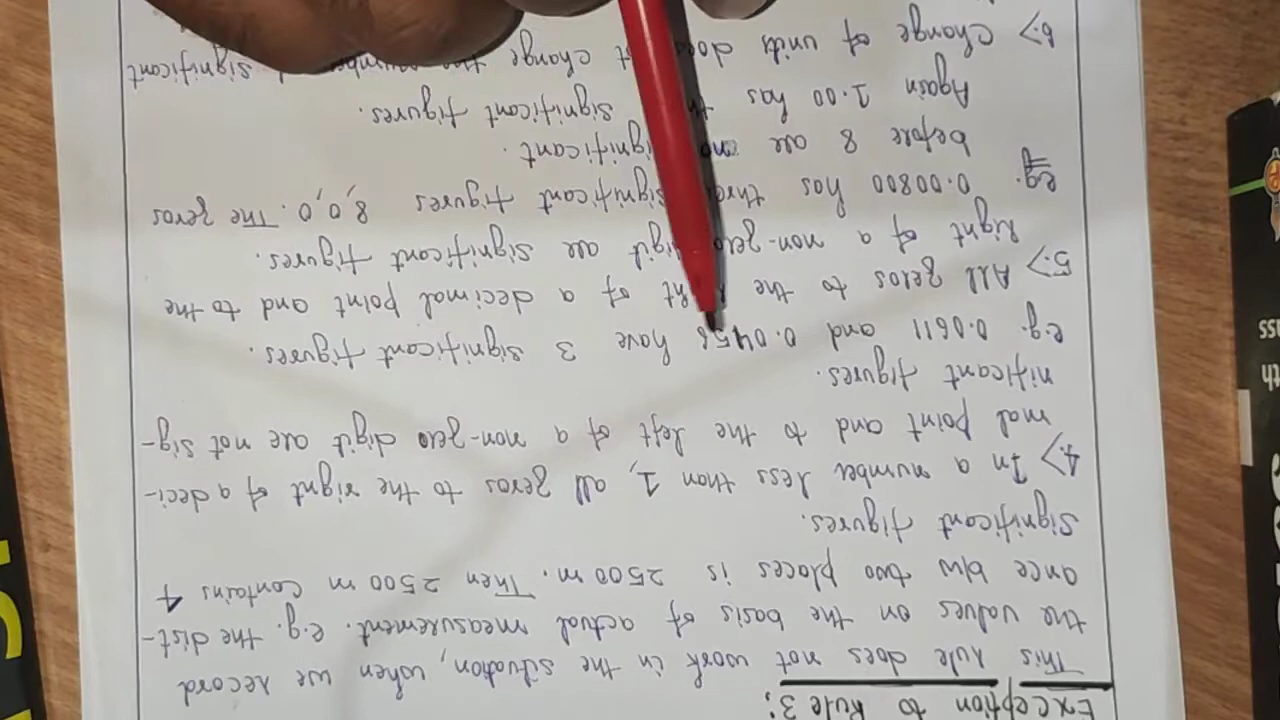 Exception to Rule 3:
This rule does not work in the situation, when we record
the values on the basis of actual measurement. e.g. the dist-
ance b/w two places is 2500 m. Then 2500 m contains 4
significant figures.
4.> In a number less than 1, all zeros to the right of a deci-
mal point and to the left of a non-zero digit are not sig-
nificant figures.
e.g. 0.0611 and 0.0456 have 3 significant figures.
5.> All zeros to the of a decimal point and to the
right of a non-zero digit are significant figures.
e.g. 0.00800 has three significant figures 8,0,0. The zeros
before 8 are no significant.
Again 1.00 has significant figures.
6.> Change of units does change the number significant